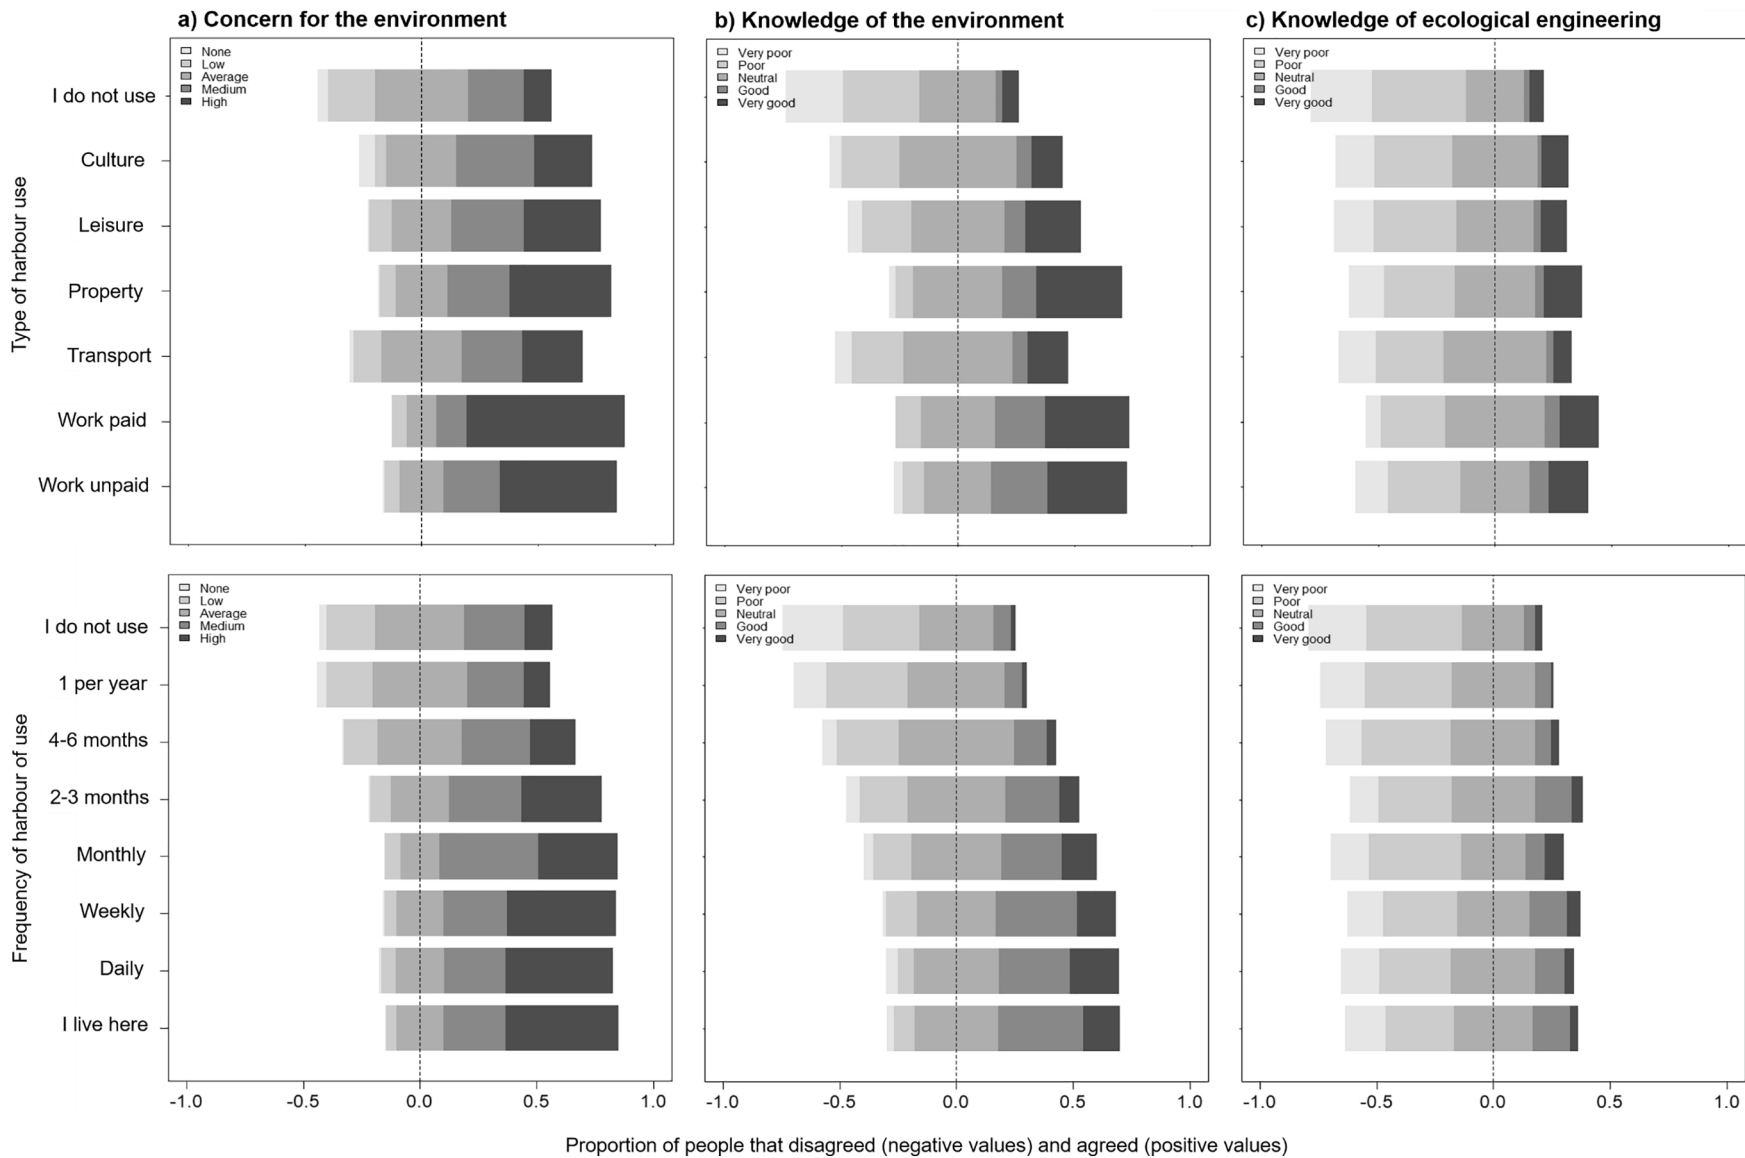 a) Concern for the environment
b) Knowledge of the environment
c) Knowledge of ecological engineering
None
Low
Average
Medium
High
Very poor
Poor
Neutral
Good
Very good
Very poor
Poor
Neutral
Good
Very good
Type of harbour use
I do not use
Culture
Leisure
Property
Transport
Work paid
Work unpaid
None
Low
Average
Medium
High
Very poor
Poor
Neutral
Good
Very good
Very poor
Poor
Neutral
Good
Very good
Frequency of harbour of use
I do not use
1 per year
4-6 months
2-3 months
Monthly
Weekly
Daily
I live here
-1.0 -0.5 0.0 0.5 1.0
-1.0 -0.5 0.0 0.5 1.0
-1.0 -0.5 0.0 0.5 1.0
Proportion of people that disagreed (negative values) and agreed (positive values)